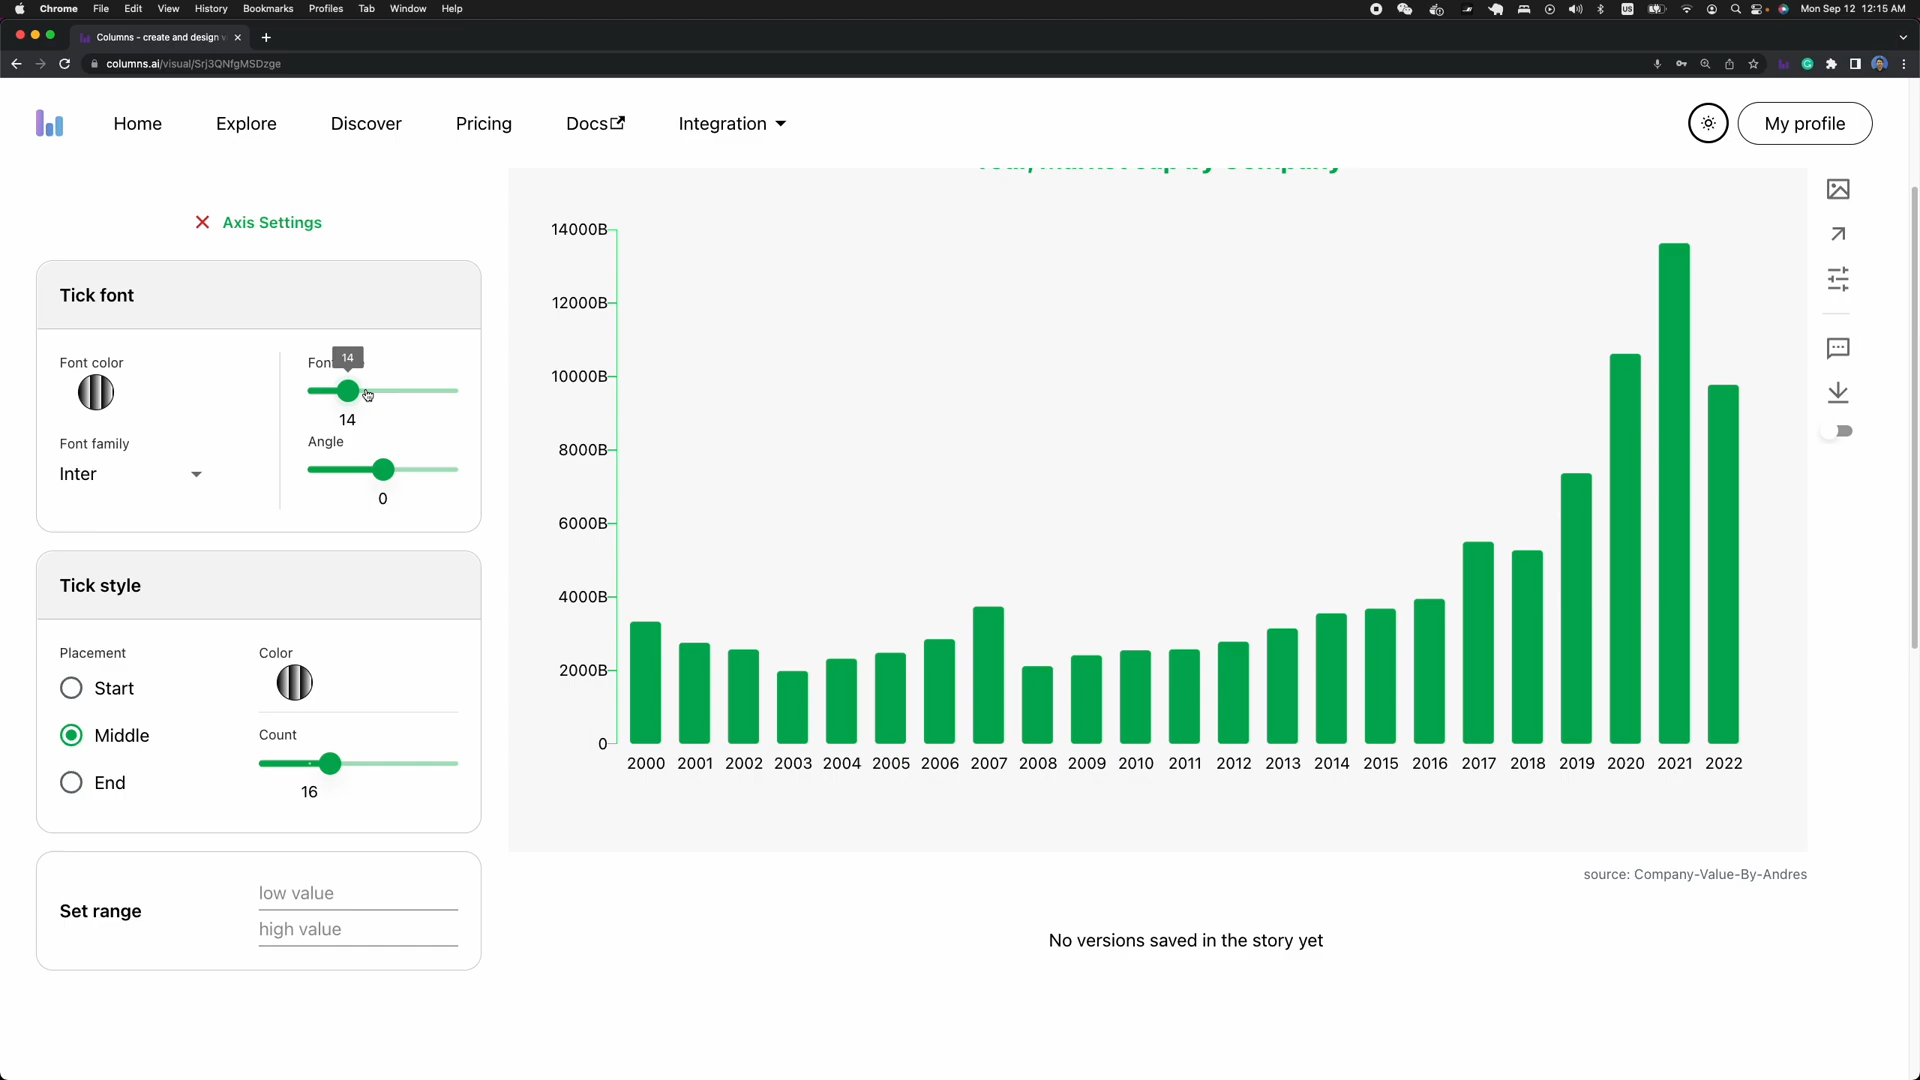 Chrome File Edit View History Bookmarks Profiles Tab Window Help
US
Mon Sep 12 12:15 AM
Columns - create and design
columns.ai/visual/Srj3QNfgMSDzge
Home Explore Discover Pricing Docs Integration
My profile
Axis Settings
Tick font
Font color
14
14
Font family
Angle
Inter
0
Tick style
Placement
Color
Start
Middle
Count
End
16
Set range
low value
high value
14000B
12000B
10000B
8000B
6000B
4000B
2000B
0
2000 2001 2002 2003 2004 2005 2006 2007 2008 2009 2010 2011 2012 2013 2014 2015 2016 2017 2018 2019 2020 2021 2022
source: Company-Value-By-Andres
No versions saved in the story yet